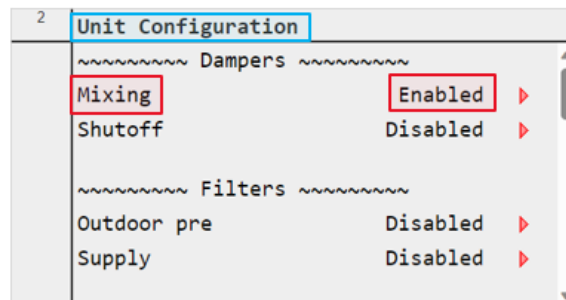 2
Unit Configuration
~~~~~~~~~ Dampers ~~~~~~~~~
Mixing Enabled
Shutoff Disabled
~~~~~~~~~ Filters ~~~~~~~~~
Outdoor pre Disabled
Supply Disabled